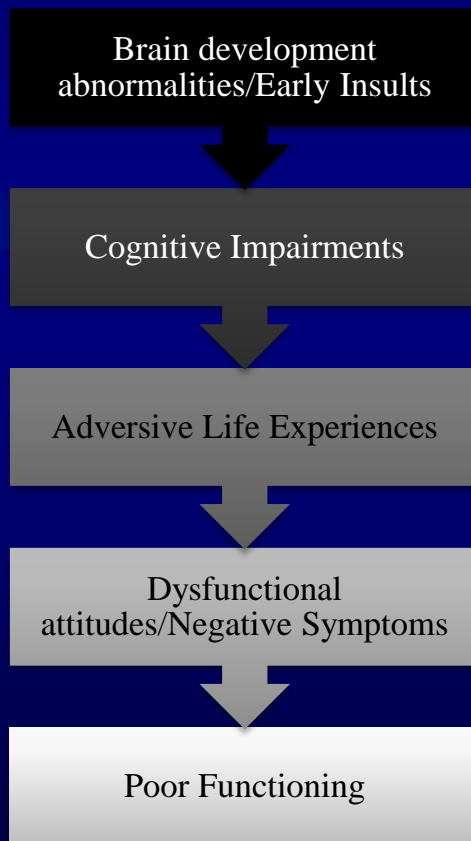 Brain development
abnormalities/Early Insults
Cognitive Impairments
Adversive Life Experiences
Dysfunctional
attitudes/Negative Symptoms
Poor Functioning